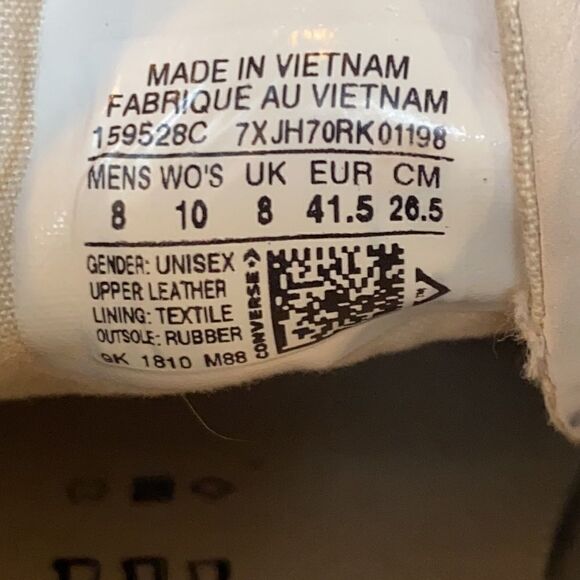 MADE IN VIETNAM
FABRIQUE AU VIETNAM
159528C 7XJH70RK01198
MENS WO'S UK EUR CM
8 10 8 41.5 26.5
GENDER: UNISEX
UPPER LEATHER
LINING: TEXTILE
OUTSOLE: RUBBER
9K 1810 M88
CONVERSE